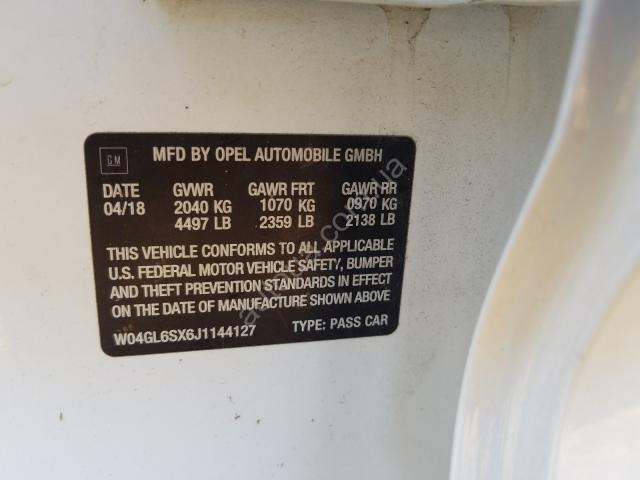 GM MFD BY OPEL AUTOMOBILE GMBH
DATE GVWR GAWR FRT GAWR RR
04/18 2040 KG 1070 KG 0970 KG
4497 LB 2359 LB 2138 LB
THIS VEHICLE CONFORMS TO ALL APPLICABLE
U.S. FEDERAL MOTOR VEHICLE SAFETY, BUMPER
AND THEFT PREVENTION STANDARDS IN EFFECT
ON THE DATE OF MANUFACTURE SHOWN ABOVE
W04GL6SX6J1144127 TYPE: PASS CAR